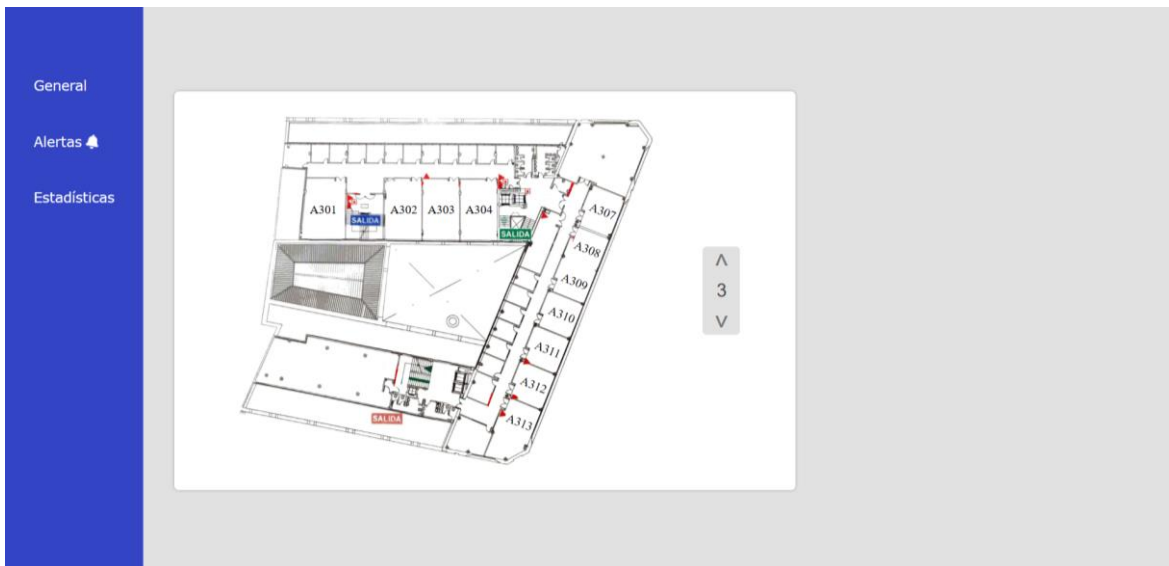 General
Alertas
Estadísticas
A301
SALIDA
A302
A303
A304
SALIDA
A307
A308
A309
A310
A311
A312
A313
SALIDA
3